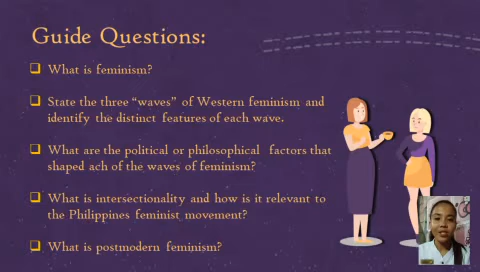 Guide Questions:
What is feminism?
State the three “waves” of Western feminism and
identify the distinct features of each wave.
What are the political or philosophical factors that
shaped ach of the waves of feminism?
What is intersectionality and how is it relevant to
the Philippines feminist movement?
What is postmodern feminism?